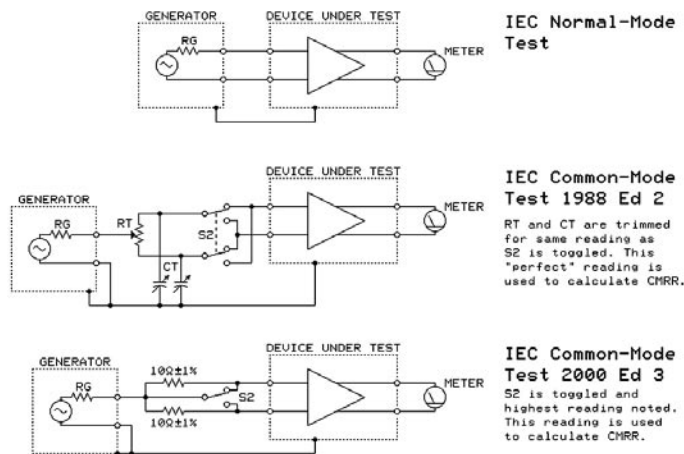 GENERATOR
DEVICE UNDER TEST
RG
METER
IEC Normal-Mode
Test
GENERATOR
DEVICE UNDER TEST
RG
RT
S2
CT
METER
IEC Common-Mode
Test 1988 Ed 2
RT and CT are trimmed
for same reading as
S2 is toggled. This
"perfect" reading is
used to calculate CMRR.
GENERATOR
DEVICE UNDER TEST
RG
10Ω±1%
S2
10Ω±1%
METER
IEC Common-Mode
Test 2000 Ed 3
S2 is toggled and
highest reading noted.
This reading is used
to calculate CMRR.